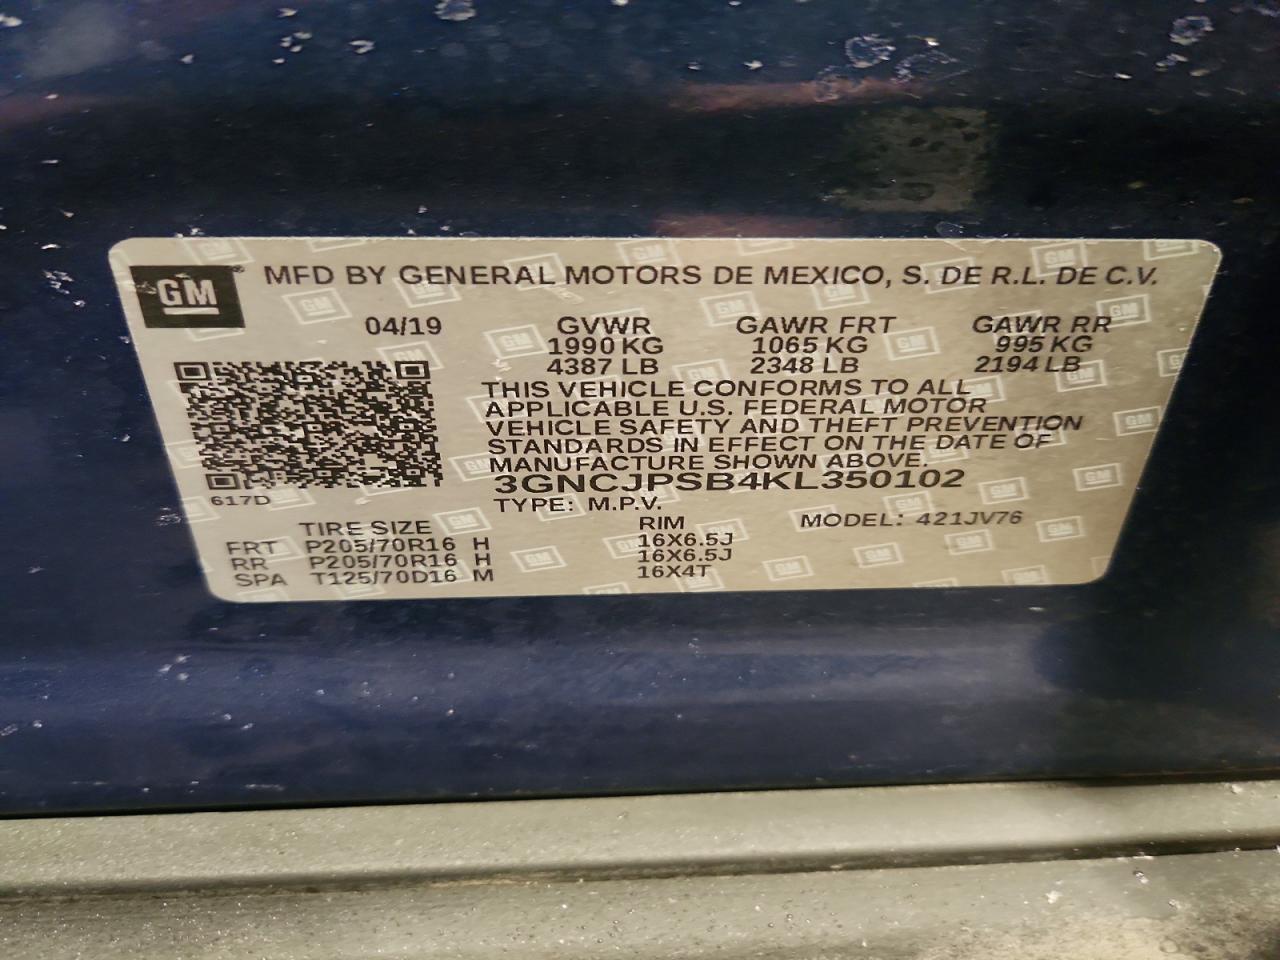 GM® MFD BY GENERAL MOTORS DE MEXICO, S. DE R.L. DE C.V.
04/19 GVWR GAWR FRT GAWR RR
1990 KG 1065 KG 995 KG
4387 LB 2348 LB 2194 LB
THIS VEHICLE CONFORMS TO ALL
APPLICABLE U.S. FEDERAL MOTOR
VEHICLE SAFETY AND THEFT PREVENTION
STANDARDS IN EFFECT ON THE DATE OF
MANUFACTURE SHOWN ABOVE.
3GNCJPSB4KL350102
617D
TYPE: M.P.V.
TIRE SIZE RIM MODEL: 421JV76
FRT P205/70R16 H 16X6.5J
RR P205/70R16 H 16X6.5J
SPA T125/70D16 M 16X4T